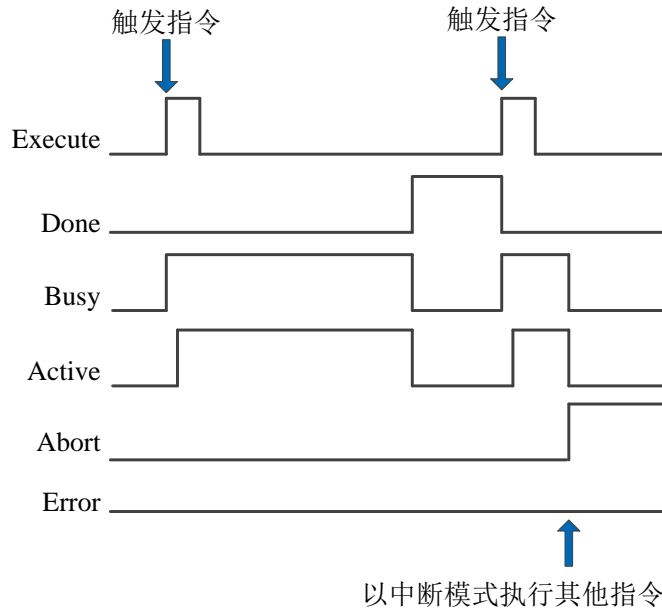 触发指令 触发指令
Execute
Done
Busy
Active
Abort
Error
以中断模式执行其他指令